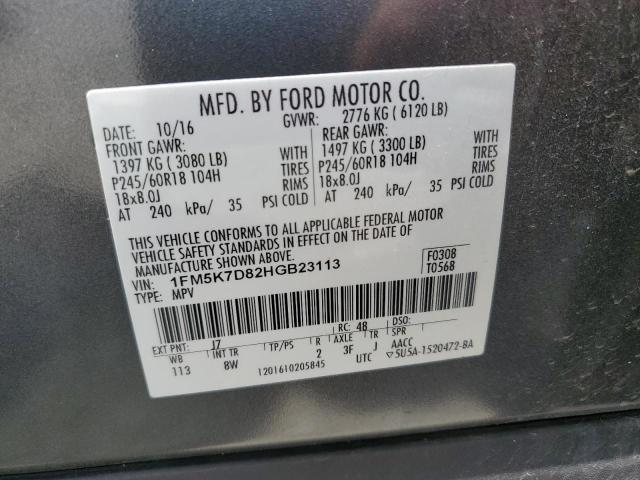 MFD. BY FORD MOTOR CO.
DATE: 10/16 GVWR: 2776 KG ( 6120 LB)
FRONT GAWR: REAR GAWR:
1397 KG ( 3080 LB) WITH 1497 KG ( 3300 LB) WITH
P245/60R18 104H TIRES P245/60R18 104H TIRES
18x8.0J RIMS 18x8.0J RIMS
AT 240 kPa/ 35 PSI COLD AT 240 kPa/ 35 PSI COLD
THIS VEHICLE CONFORMS TO ALL APPLICABLE FEDERAL MOTOR
VEHICLE SAFETY STANDARDS IN EFFECT ON THE DATE OF
MANUFACTURE SHOWN ABOVE.
VIN: 1FM5K7D82HGB23113 F0308
TYPE: MPV T0568
EXT PNT: J7 RC: 48 DSO:
WB INT TR TP/PS R AXLE TR SPR
113 8W 2 3F J AACC
1201610205845 UTC ▽5U5A-1520472-BA